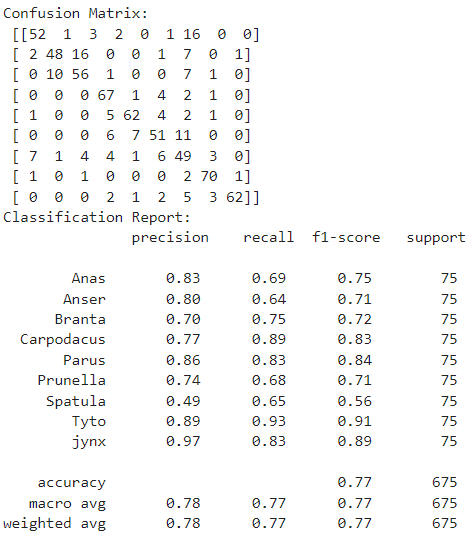 Confusion Matrix:
[[52 1 3 2 0 1 16 0 0]
[ 2 48 16 0 0 1 7 0 1]
[ 0 10 56 1 0 0 7 1 0]
[ 0 0 0 67 1 4 2 1 0]
[ 1 0 0 5 62 4 2 1 0]
[ 0 0 0 6 7 51 11 0 0]
[ 7 1 4 4 1 6 49 3 0]
[ 1 0 1 0 0 0 2 70 1]
[ 0 0 0 2 1 2 5 3 62]]
Classification Report:
precision recall f1-score support
Anas 0.83 0.69 0.75 75
Anser 0.80 0.64 0.71 75
Branta 0.70 0.75 0.72 75
Carpodacus 0.77 0.89 0.83 75
Parus 0.86 0.83 0.84 75
Prunella 0.74 0.68 0.71 75
Spatula 0.49 0.65 0.56 75
Tyto 0.89 0.93 0.91 75
jynx 0.97 0.83 0.89 75
accuracy 0.77 675
macro avg 0.78 0.77 0.77 675
weighted avg 0.78 0.77 0.77 675